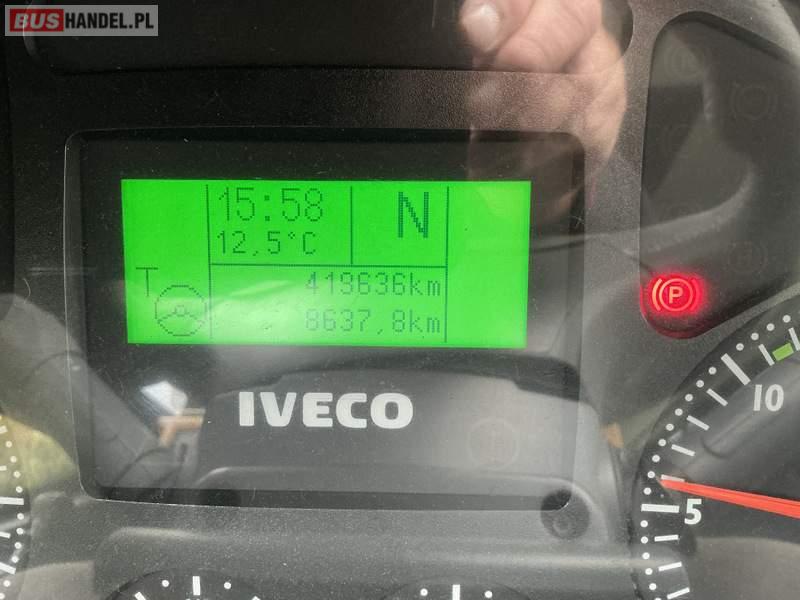 BUSHANDEL.PL
15:58
N
12,5°C
T
419636km
8637,8km
P
IVECO
10
5